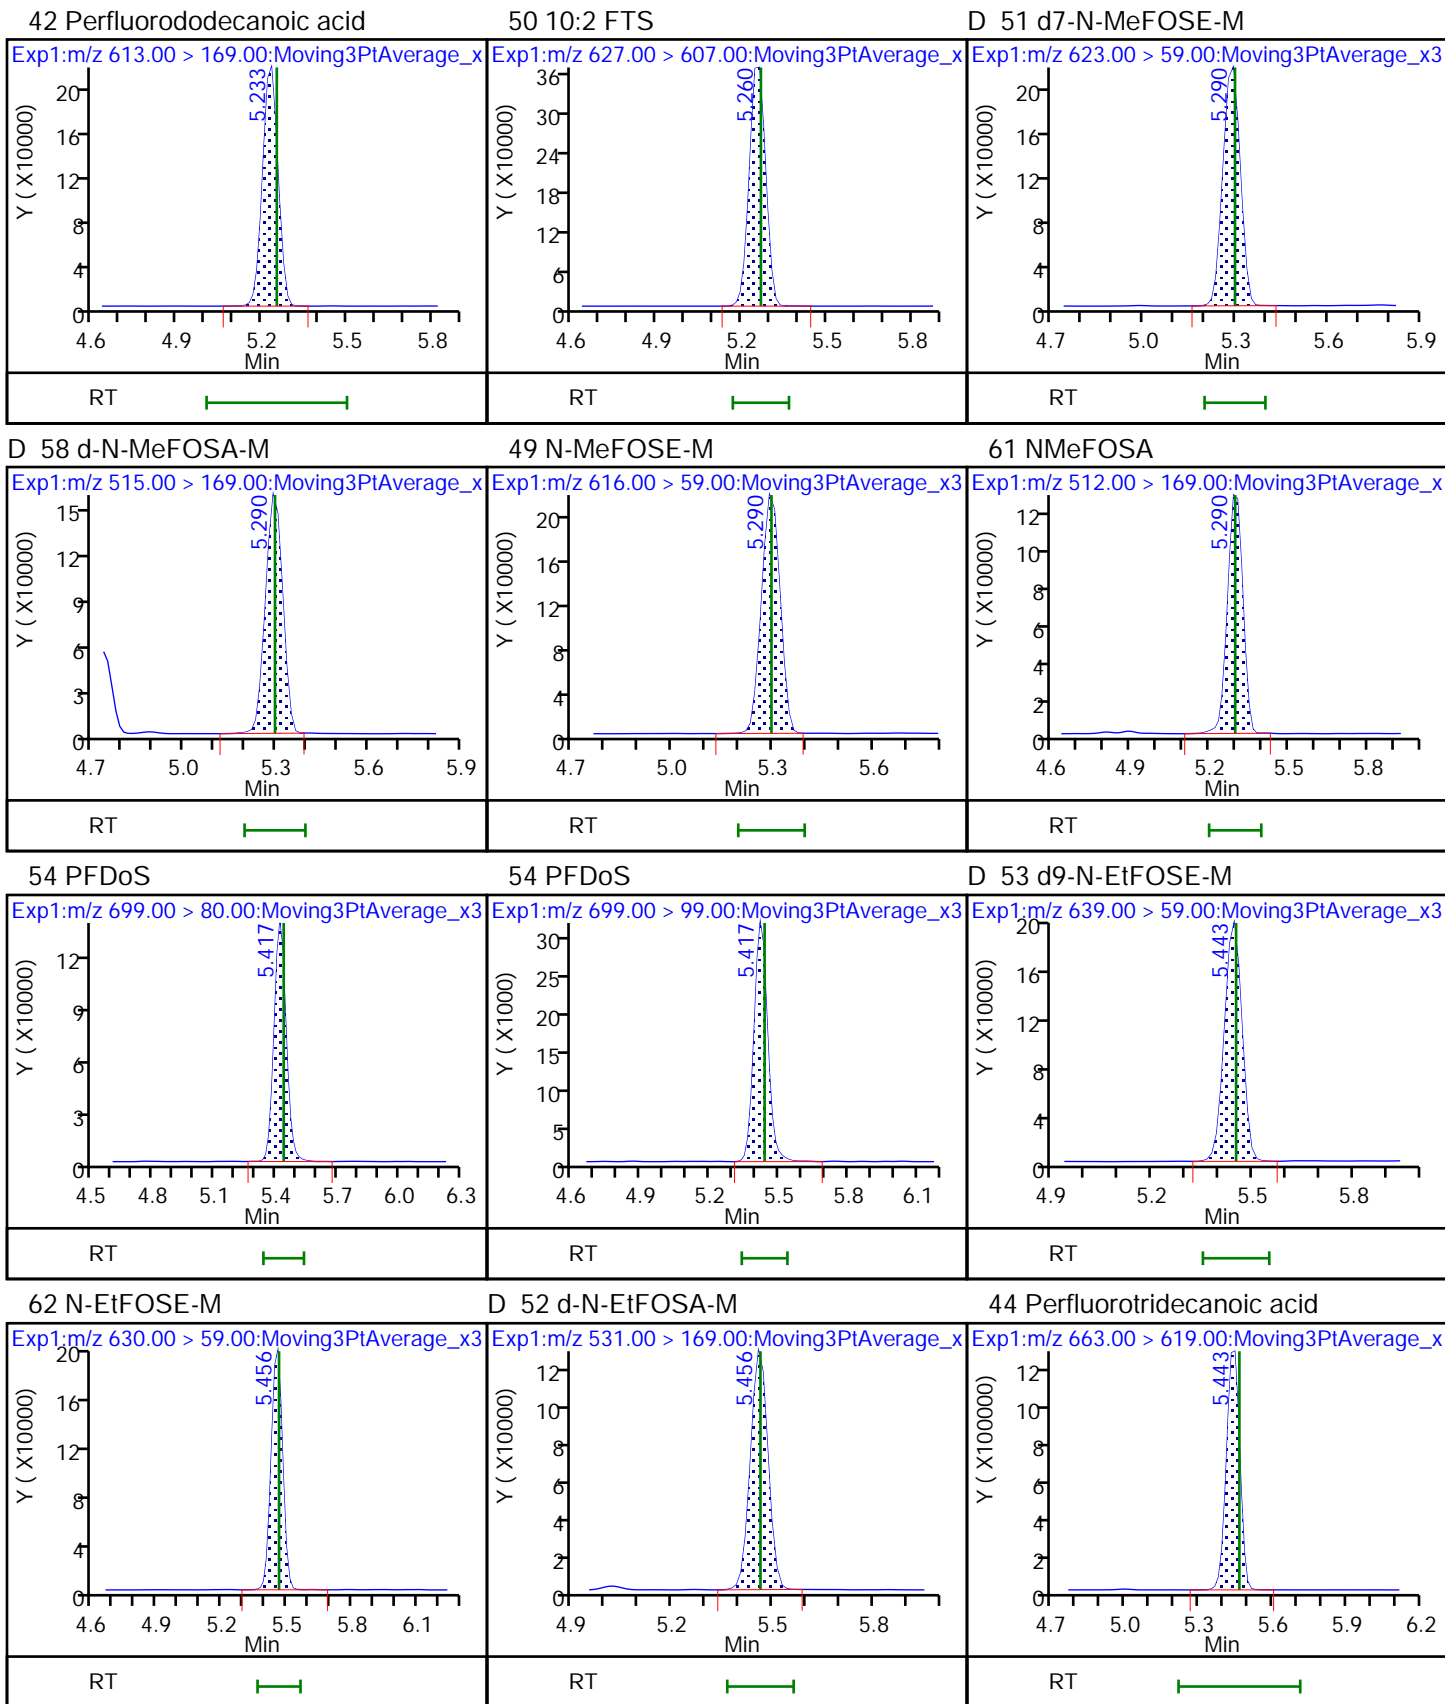 42 Perfluorododecanoic acid
Exp1:m/z 613.00 > 169.00:Moving3PtAverage_x
5.233
Y ( X10000)
20
16
12
8
4
0
4.6 4.9 5.2 5.5 5.8
Min
RT
50 10:2 FTS
Exp1:m/z 627.00 > 607.00:Moving3PtAverage_x
5.260
Y ( X10000)
36
30
24
18
12
6
0
4.6 4.9 5.2 5.5 5.8
Min
RT
D 51 d7-N-MeFOSE-M
Exp1:m/z 623.00 > 59.00:Moving3PtAverage_x3
5.290
Y ( X10000)
20
16
12
8
4
0
4.7 5.0 5.3 5.6 5.9
Min
RT
D 58 d-N-MeFOSA-M
Exp1:m/z 515.00 > 169.00:Moving3PtAverage_x
5.290
Y ( X10000)
15
12
9
6
3
0
4.7 5.0 5.3 5.6 5.9
Min
RT
49 N-MeFOSE-M
Exp1:m/z 616.00 > 59.00:Moving3PtAverage_x3
5.290
Y ( X10000)
20
16
12
8
4
0
4.7 5.0 5.3 5.6
Min
RT
61 NMeFOSA
Exp1:m/z 512.00 > 169.00:Moving3PtAverage_x
5.290
Y ( X10000)
12
10
8
6
4
2
0
4.6 4.9 5.2 5.5 5.8
Min
RT
54 PFDoS
Exp1:m/z 699.00 > 80.00:Moving3PtAverage_x3
5.417
Y ( X10000)
12
9
6
3
0
4.5 4.8 5.1 5.4 5.7 6.0 6.3
Min
RT
54 PFDoS
Exp1:m/z 699.00 > 99.00:Moving3PtAverage_x3
5.417
Y ( X1000)
30
25
20
15
10
5
0
4.6 4.9 5.2 5.5 5.8 6.1
Min
RT
D 53 d9-N-EtFOSE-M
Exp1:m/z 639.00 > 59.00:Moving3PtAverage_x3
5.443
Y ( X10000)
20
16
12
8
4
0
4.9 5.2 5.5 5.8
Min
RT
62 N-EtFOSE-M
Exp1:m/z 630.00 > 59.00:Moving3PtAverage_x3
5.456
Y ( X10000)
20
16
12
8
4
0
4.6 4.9 5.2 5.5 5.8 6.1
Min
RT
D 52 d-N-EtFOSA-M
Exp1:m/z 531.00 > 169.00:Moving3PtAverage_x
5.456
Y ( X10000)
12
10
8
6
4
2
0
4.9 5.2 5.5 5.8
Min
RT
44 Perfluorotridecanoic acid
Exp1:m/z 663.00 > 619.00:Moving3PtAverage_x
5.443
Y ( X100000)
12
10
8
6
4
2
0
4.7 5.0 5.3 5.6 5.9 6.2
Min
RT